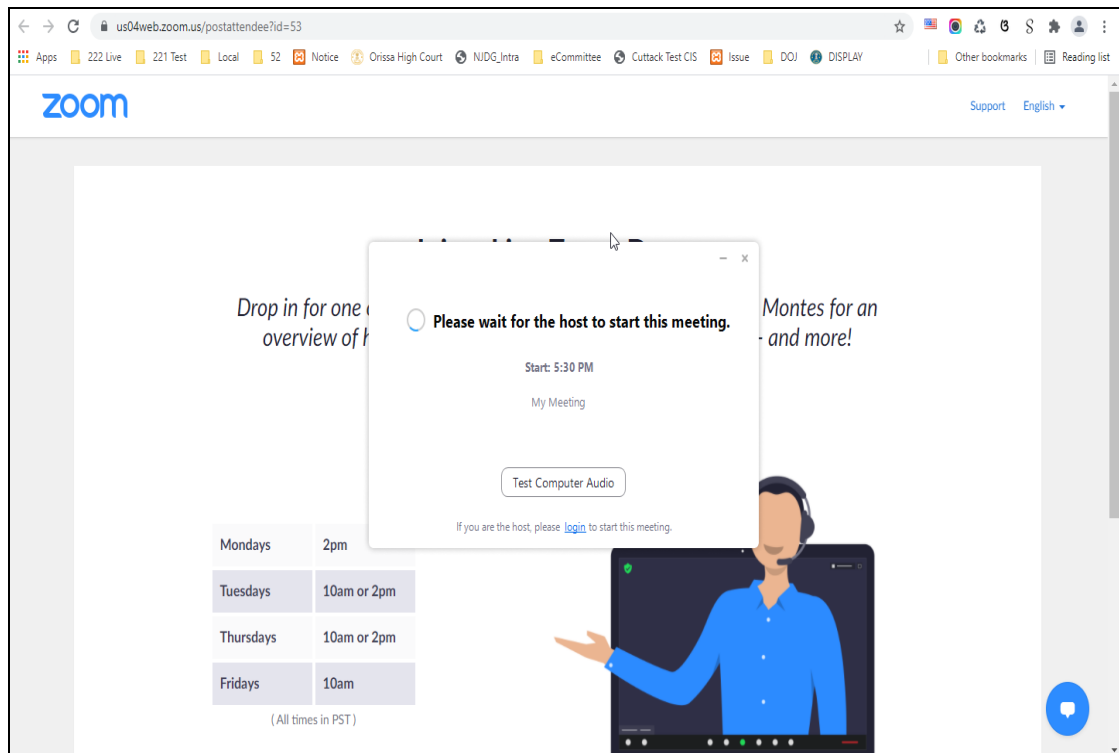 us04web.zoom.us/postattendee?id=53
Apps 222 Live 221 Test Local 52 Notice Orissa High Court NJDG_Intra eCommittee Cuttack Test CIS Issue DOJ DISPLAY Other bookmarks Reading list
zoom Support English
Drop in for one Montes for an
overview of - and more!
Please wait for the host to start this meeting.
Start: 5:30 PM
My Meeting
Test Computer Audio
If you are the host, please login to start this meeting.
Mondays 2pm
Tuesdays 10am or 2pm
Thursdays 10am or 2pm
Fridays 10am
(All times in PST)